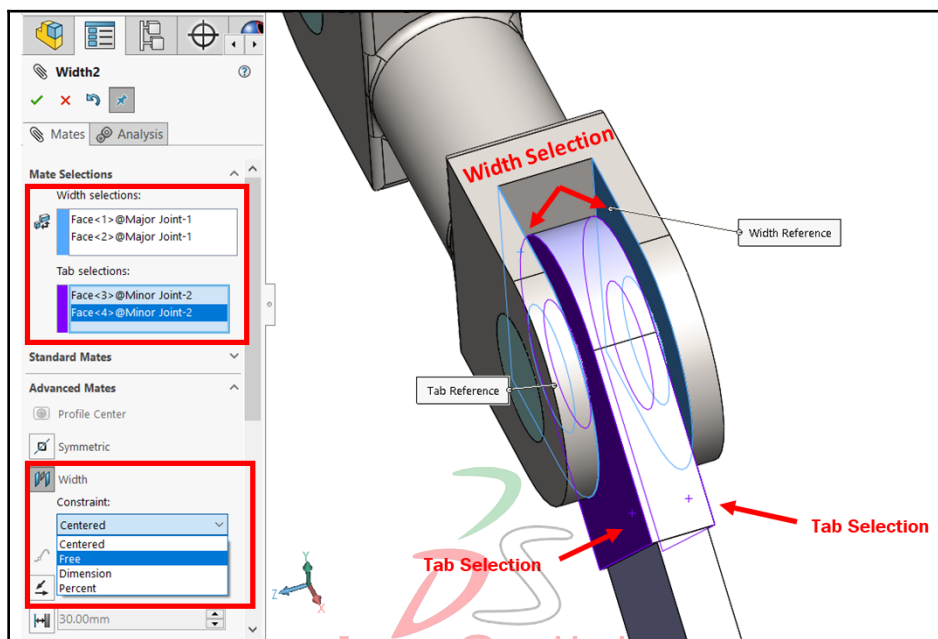 Width2
Mates
Analysis
Mate Selections
Width selections:
Face<1>@Major Joint-1
Face<2>@Major Joint-1
Tab selections:
Face<3>@Minor Joint-2
Face<4>@Minor Joint-2
Standard Mates
Advanced Mates
Profile Center
Symmetric
Width
Constraint:
Centered
Centered
Free
Dimension
Percent
30.00mm
Width Selection
Width Reference
Tab Reference
Tab Selection
Tab Selection
Y
Z
X